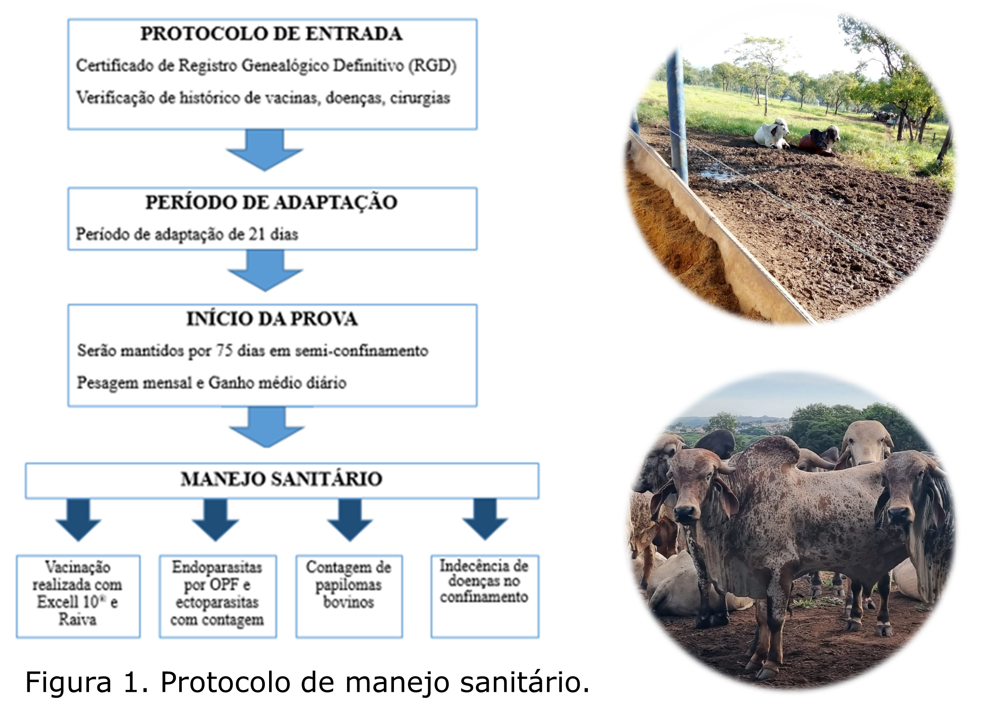 PROTOCOLO DE ENTRADA
Certificado de Registro Genealógico Definitivo (RGD)
Verificação de histórico de vacinas, doenças, cirurgias
PERÍODO DE ADAPTAÇÃO
Período de adaptação de 21 dias
INÍCIO DA PROVA
Serão mantidos por 75 dias em semi-confinamento
Pesagem mensal e Ganho médio diário
MANEJO SANITÁRIO
Vacinação
realizada com
Excell 10® e
Raiva
Endoparasitas
por OPF e
ectoparasitas
com contagem
Contagem de
papilomas
bovinos
Indecência de
doenças no
confinamento
Figura 1. Protocolo de manejo sanitário.